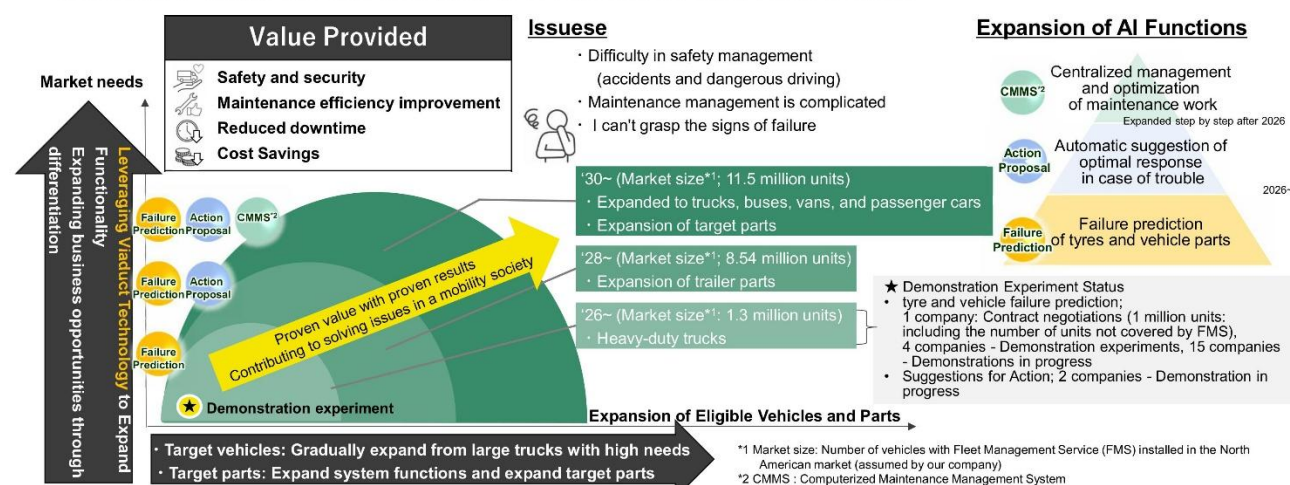 Value Provided
Safety and security
Maintenance efficiency improvement
Reduced downtime
Cost Savings
Issuese
・Difficulty in safety management
(accidents and dangerous driving)
・Maintenance management is complicated
・I can't grasp the signs of failure
Expansion of AI Functions
CMMS*2
Centralized management
and optimization
of maintenance work
Expanded step by step after 2026
Action
Proposal
Automatic suggestion of
optimal response
in case of trouble
2026~
Failure
Prediction
Failure prediction
of tyres and vehicle parts
Market needs
Leveraging Viaduct Technology to Expand
Functionality
Expanding business opportunities through
differentiation
Failure
Prediction
Action
Proposal
CMMS*2
Failure
Prediction
Action
Proposal
Failure
Prediction
Proven value with proven results
Contributing to solving issues in a mobility society
★ Demonstration experiment
'30~ (Market size*1; 11.5 million units)
・Expanded to trucks, buses, vans, and passenger cars
・Expansion of target parts
'28~ (Market size*1; 8.54 million units)
・Expansion of trailer parts
'26~ (Market size*1: 1.3 million units)
・Heavy-duty trucks
★ Demonstration Experiment Status
• tyre and vehicle failure prediction;
1 company: Contract negotiations (1 million units:
including the number of units not covered by FMS),
4 companies - Demonstration experiments, 15 companies
- Demonstrations in progress
• Suggestions for Action; 2 companies - Demonstration in
progress
Expansion of Eligible Vehicles and Parts
・Target vehicles: Gradually expand from large trucks with high needs
・Target parts: Expand system functions and expand target parts
*1 Market size: Number of vehicles with Fleet Management Service (FMS) installed in the North
American market (assumed by our company)
*2 CMMS : Computerized Maintenance Management System